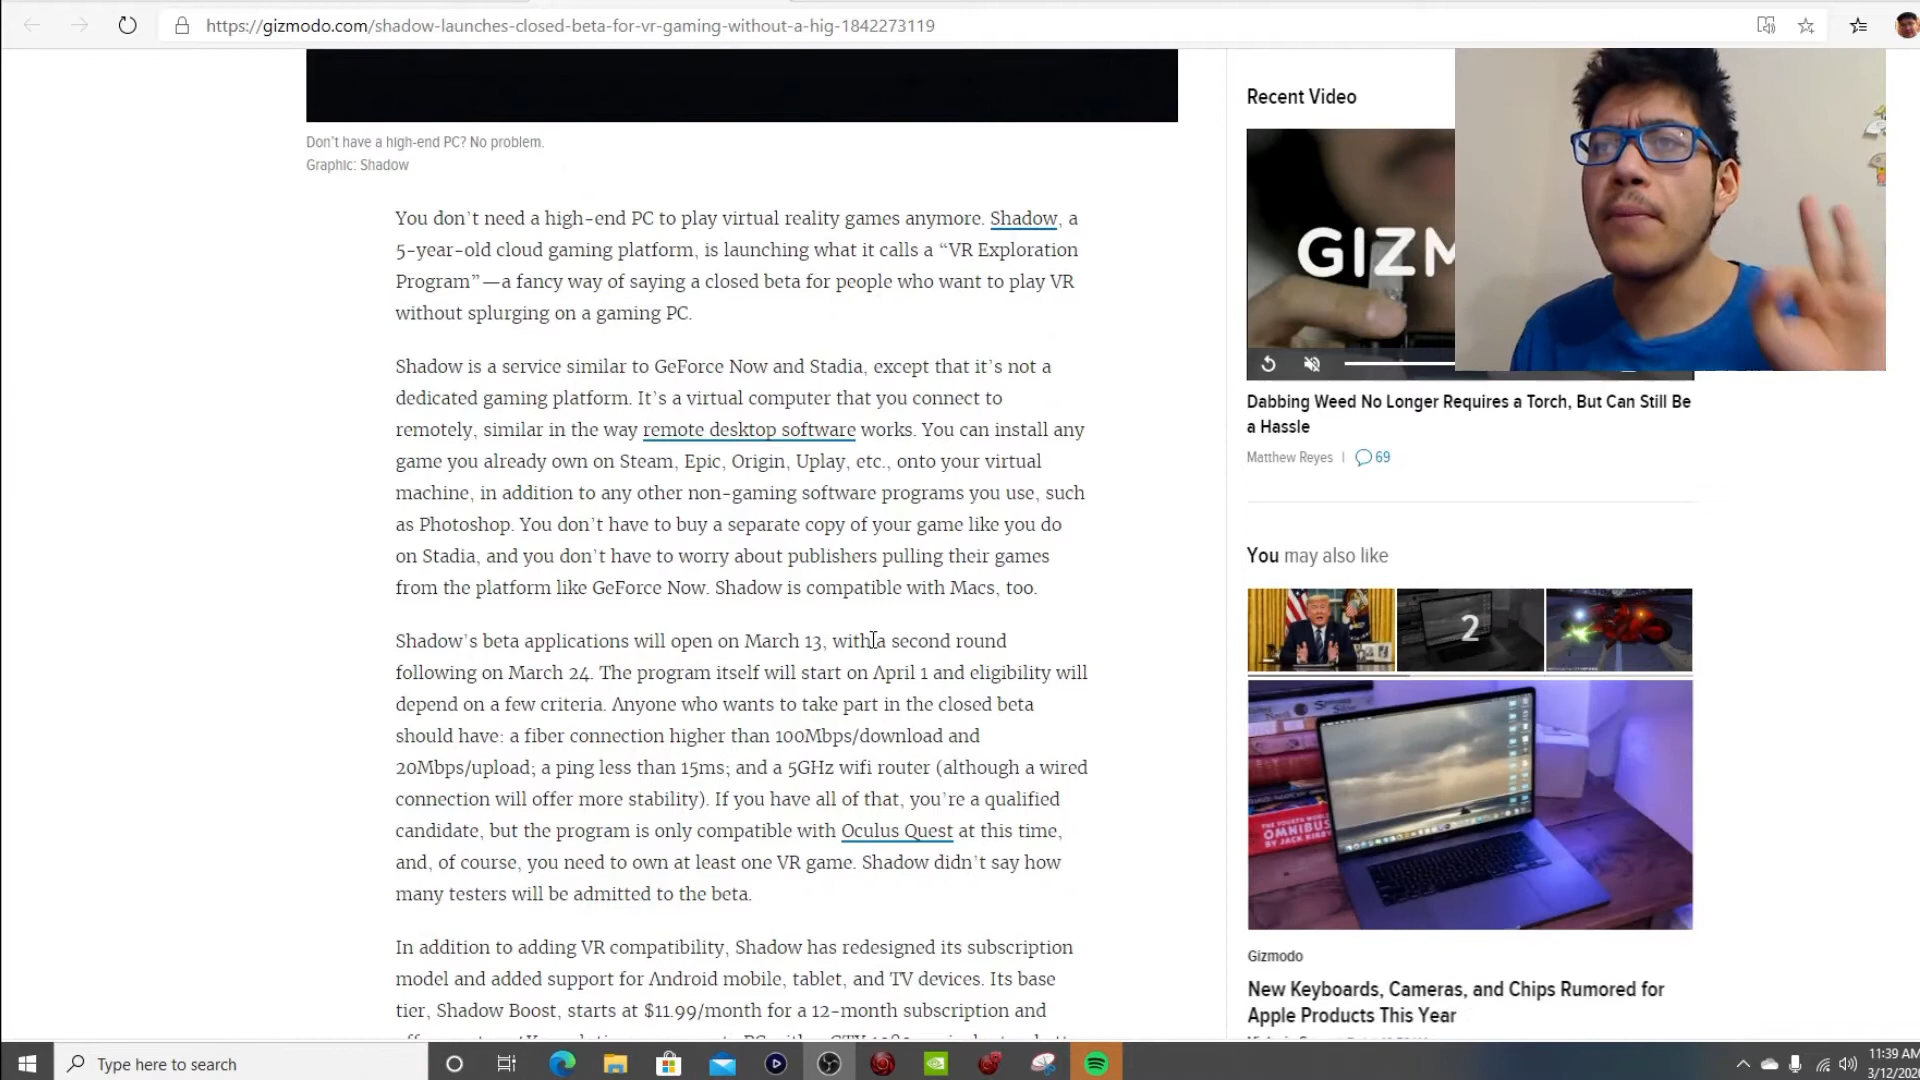 https://gizmodo.com/shadow-launches-closed-beta-for-vr-gaming-without-a-hig-1842273119
Don't have a high-end PC? No problem.
Graphic: Shadow
You don't need a high-end PC to play virtual reality games anymore. Shadow, a
5-year-old cloud gaming platform, is launching what it calls a “VR Exploration
Program”—a fancy way of saying a closed beta for people who want to play VR
without splurging on a gaming PC.
Shadow is a service similar to GeForce Now and Stadia, except that it's not a
dedicated gaming platform. It's a virtual computer that you connect to
remotely, similar in the way remote desktop software works. You can install any
game you already own on Steam, Epic, Origin, Uplay, etc., onto your virtual
machine, in addition to any other non-gaming software programs you use, such
as Photoshop. You don't have to buy a separate copy of your game like you do
on Stadia, and you don't have to worry about publishers pulling their games
from the platform like GeForce Now. Shadow is compatible with Macs, too.
Shadow's beta applications will open on March 13, with a second round
following on March 24. The program itself will start on April 1 and eligibility will
depend on a few criteria. Anyone who wants to take part in the closed beta
should have: a fiber connection higher than 100Mbps/download and
20Mbps/upload; a ping less than 15ms; and a 5GHz wifi router (although a wired
connection will offer more stability). If you have all of that, you're a qualified
candidate, but the program is only compatible with Oculus Quest at this time,
and, of course, you need to own at least one VR game. Shadow didn't say how
many testers will be admitted to the beta.
In addition to adding VR compatibility, Shadow has redesigned its subscription
model and added support for Android mobile, tablet, and TV devices. Its base
tier, Shadow Boost, starts at $11.99/month for a 12-month subscription and
Recent Video
GIZM
Dabbing Weed No Longer Requires a Torch, But Can Still Be
a Hassle
Matthew Reyes | 69
You may also like
2
OMNIBUS
Gizmodo
New Keyboards, Cameras, and Chips Rumored for
Apple Products This Year
Type here to search
11:39 AM
3/12/202